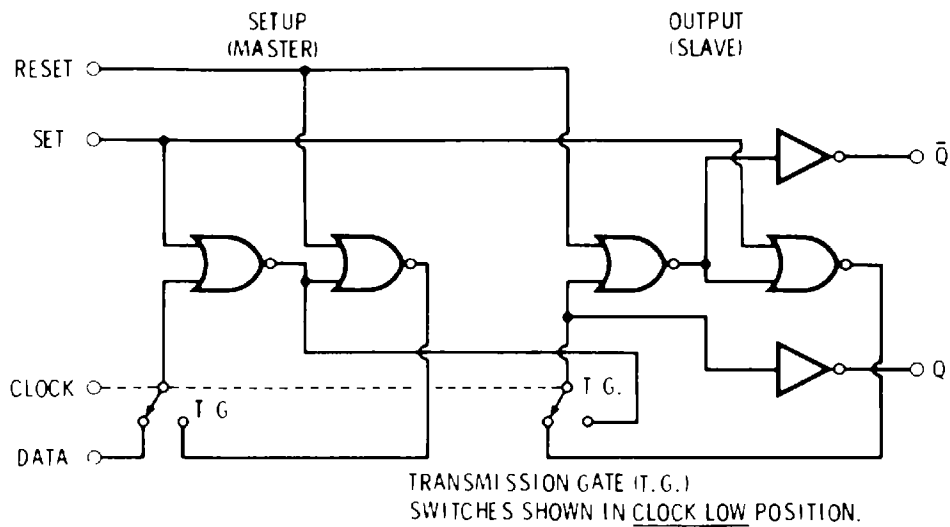 SETUP
(MASTER)
OUTPUT
(SLAVE)
RESET
SET
Q̅
CLOCK
T G
T.G.
Q
DATA
TRANSMISSION GATE (T.G.)
SWITCHES SHOWN IN CLOCK LOW POSITION.